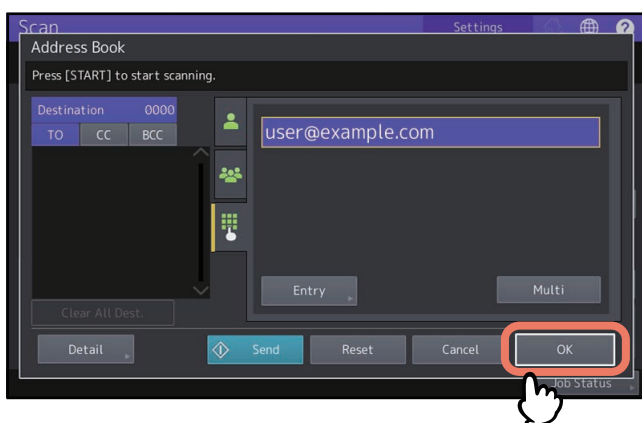 Scan
Settings
?
Address Book
Press [START] to start scanning.
Destination 0000
TO CC BCC
user@example.com
Entry
Multi
Clear All Dest.
Detail
Send
Reset
Cancel
OK
Job Status